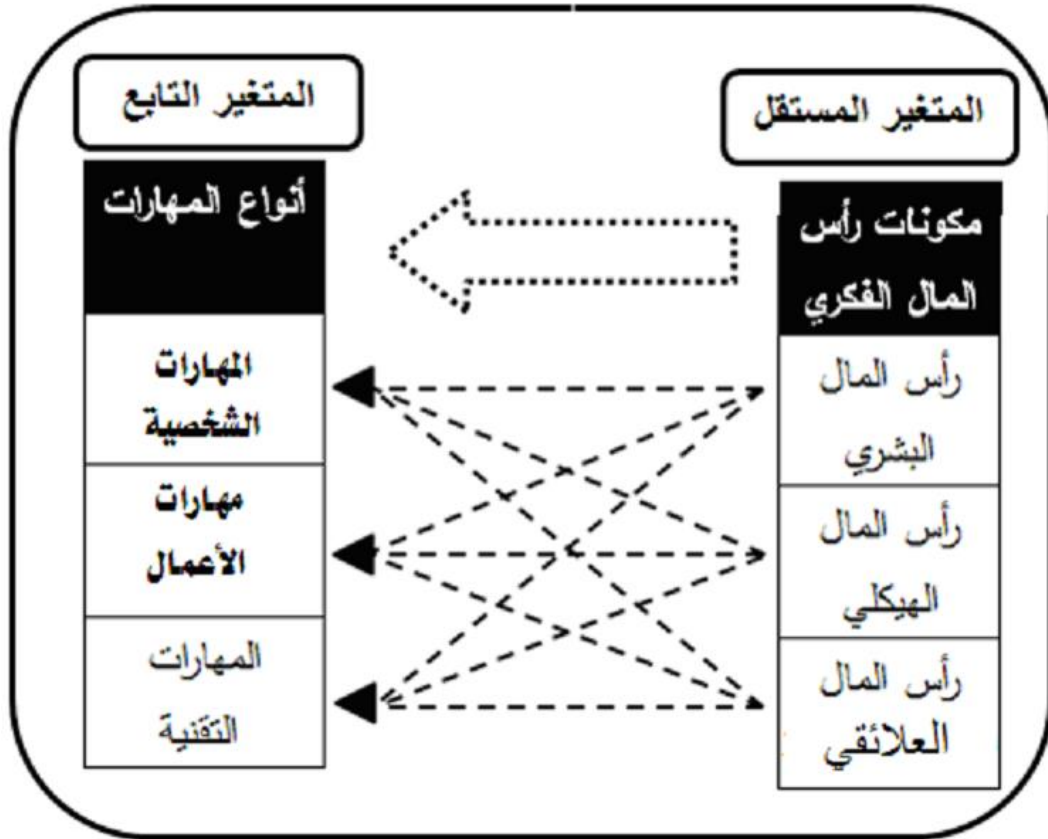 المتغير المستقل
مكونات رأس
المال الفكري
رأس المال
البشري
رأس المال
الهيكلي
رأس المال
العلائقي
المتغير التابع
أنواع المهارات
المهارات
الشخصية
مهارات
الأعمال
المهارات
التقنية